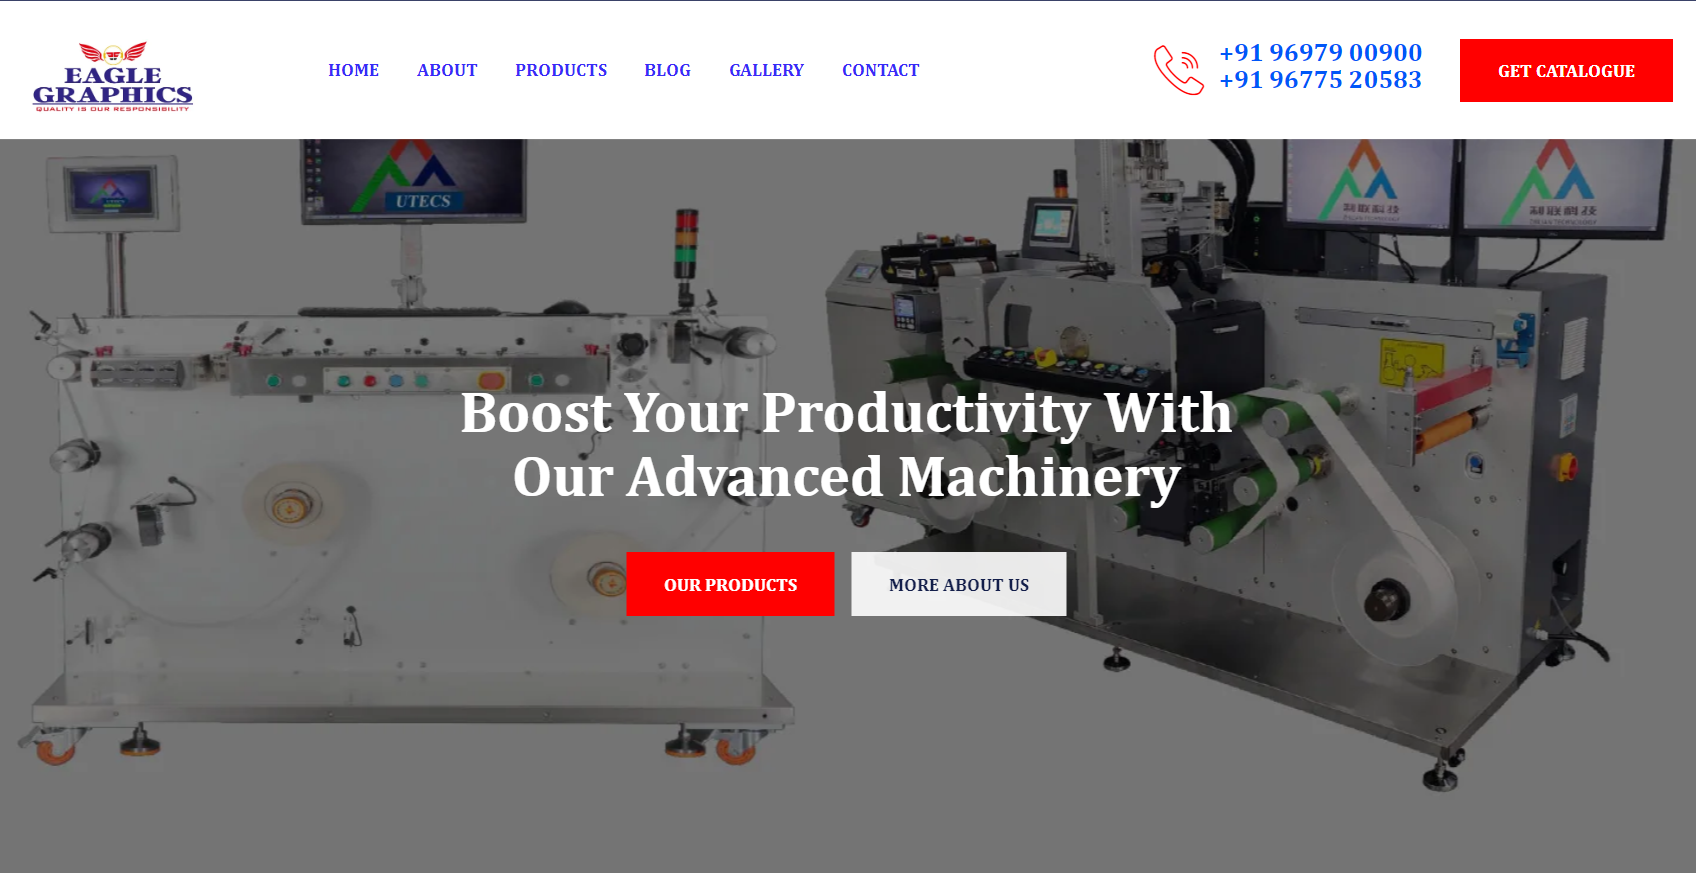 EAGLE
GRAPHICS
QUALITY IS OUR RESPONSIBILITY
HOME
ABOUT
PRODUCTS
BLOG
GALLERY
CONTACT
+91 96979 00900
+91 96775 20583
GET CATALOGUE
UTECS
UTECS
Boost Your Productivity With
Our Advanced Machinery
OUR PRODUCTS
MORE ABOUT US